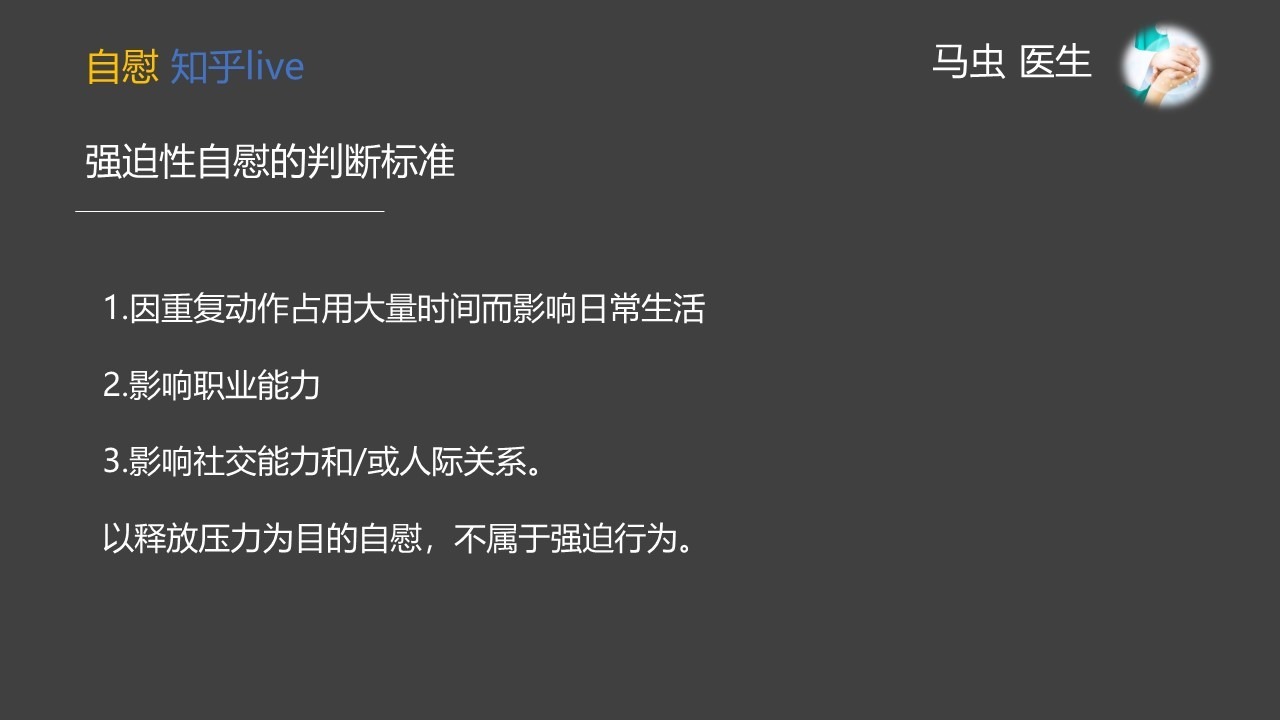 自慰 知乎live
马虫 医生
强迫性自慰的判断标准
1.因重复动作占用大量时间而影响日常生活
2.影响职业能力
3.影响社交能力和/或人际关系。
以释放压力为目的自慰，不属于强迫行为。